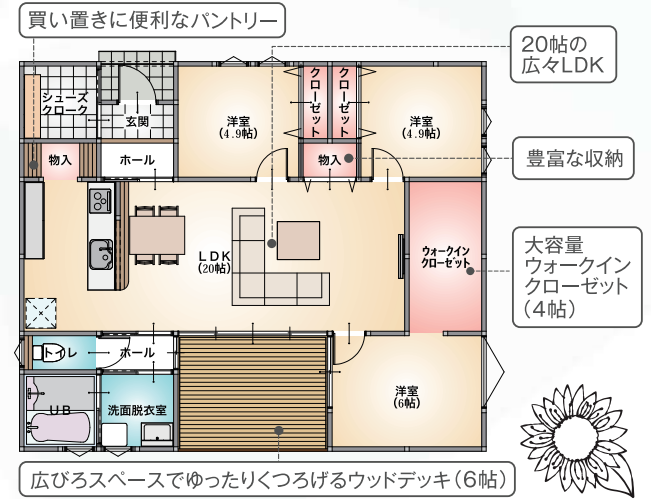 買い置きに便利なパントリー
20帖の
広々LDK
シューズ
クローク
玄関
洋室
(4.9帖)
クローゼット
クローゼット
洋室
(4.9帖)
物入
ホール
物入
豊富な収納
LDK
(20帖)
ウォークイン
クローゼット
大容量
ウォークイン
クローゼット
(4帖)
トイレ
ホール
洋室
(6帖)
UB
洗面脱衣室
広びろスペースでゆったりくつろげるウッドデッキ(6帖)